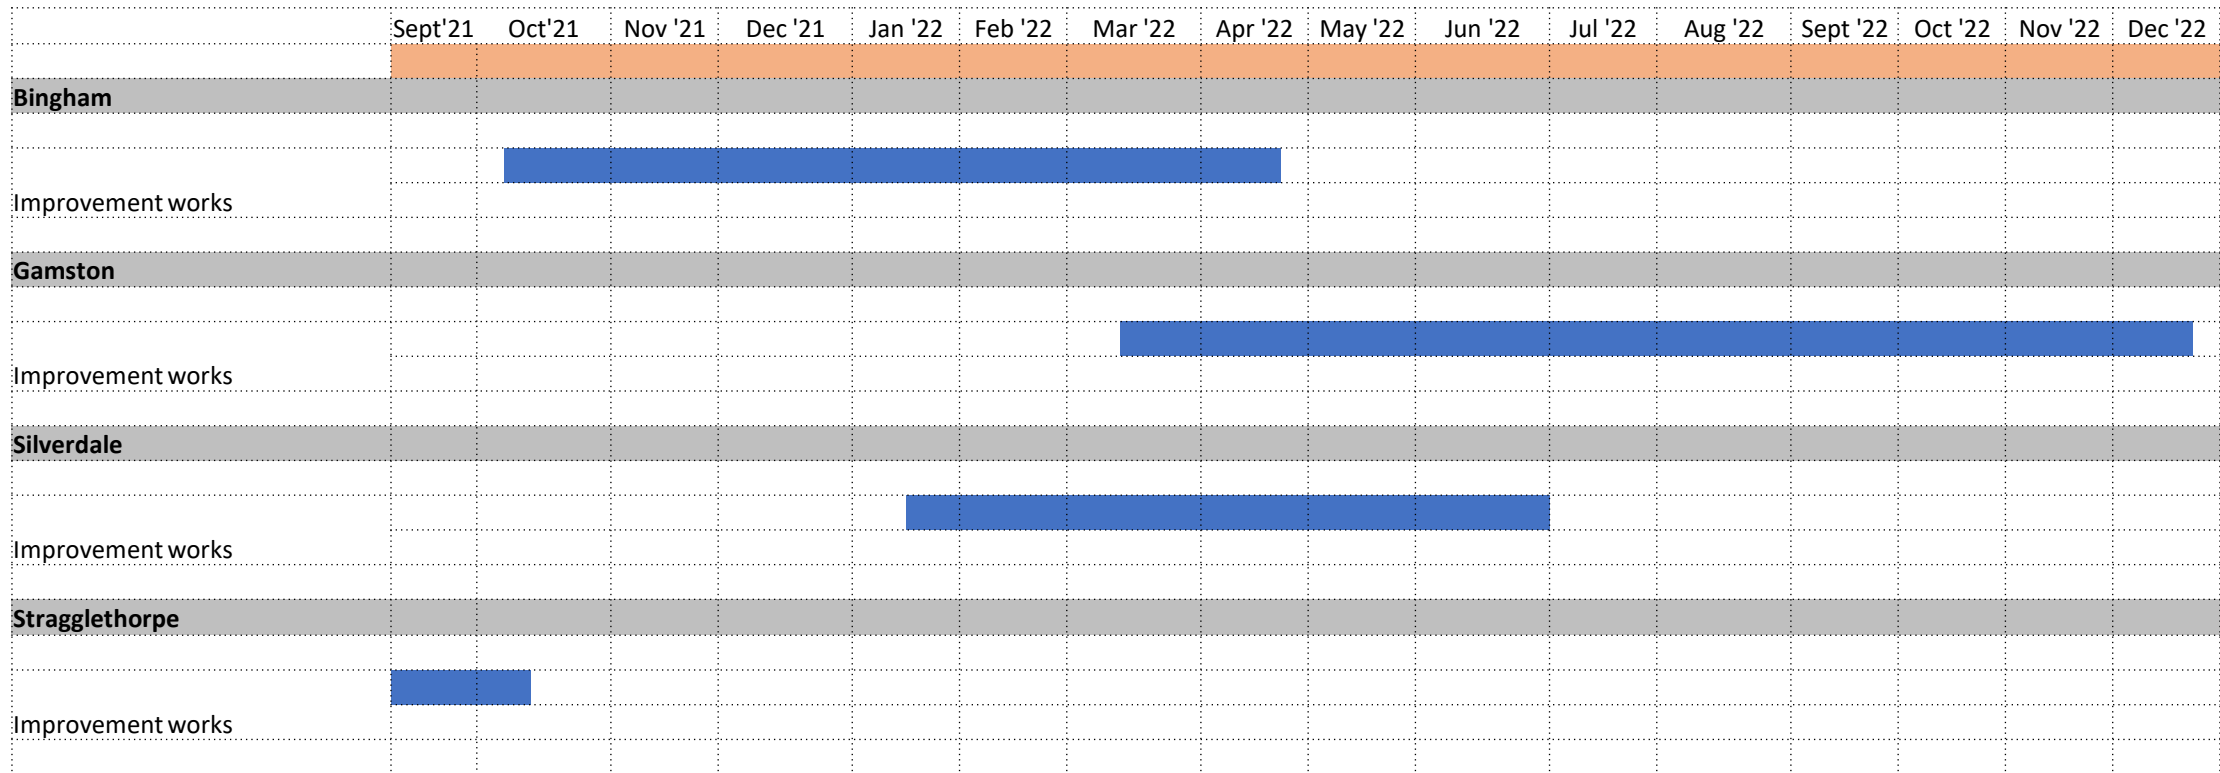 Sept'21 Oct'21 Nov '21 Dec '21 Jan '22 Feb '22 Mar '22 Apr '22 May '22 Jun '22 Jul '22 Aug '22 Sept '22 Oct '22 Nov '22 Dec '22
Bingham
Improvement works
Gamston
Improvement works
Silverdale
Improvement works
Stragglethorpe
Improvement works